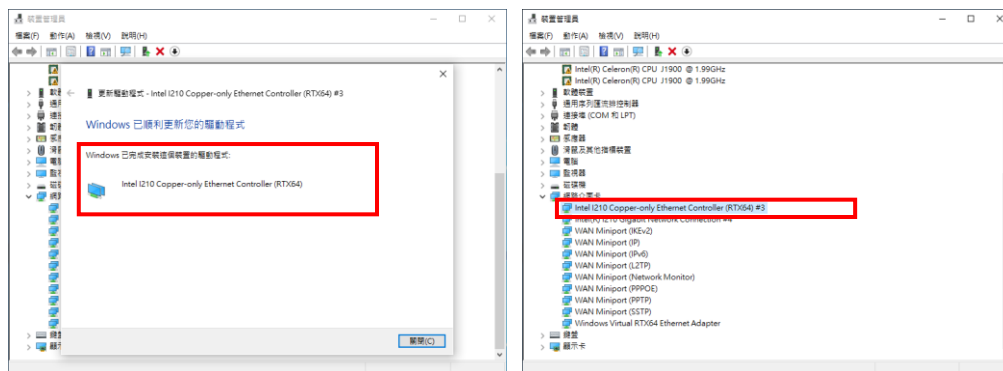 裝置管理員
檔案(F) 動作(A) 檢視(V) 說明(H)
更新驅動程式 - Intel I210 Copper-only Ethernet Controller (RTX64) #3
Windows 已順利更新您的驅動程式
Windows 已完成安裝這個裝置的驅動程式:
Intel I210 Copper-only Ethernet Controller (RTX64)
關閉(C)
裝置管理員
檔案(F) 動作(A) 檢視(V) 說明(H)
Intel(R) Celeron(R) CPU J1900 @ 1.99GHz
Intel(R) Celeron(R) CPU J1900 @ 1.99GHz
軟體裝置
通用序列匯流排控制器
連接埠 (COM 和 LPT)
韌體
系統裝置
滑鼠及其他指標裝置
電腦
監視器
磁碟機
網路介面卡
Intel I210 Copper-only Ethernet Controller (RTX64) #3
Intel(R) I210 Gigabit Network Connection #4
WAN Miniport (IKEv2)
WAN Miniport (IP)
WAN Miniport (IPv6)
WAN Miniport (L2TP)
WAN Miniport (Network Monitor)
WAN Miniport (PPPOE)
WAN Miniport (PPTP)
WAN Miniport (SSTP)
Windows Virtual RTX64 Ethernet Adapter
鍵盤
顯示卡